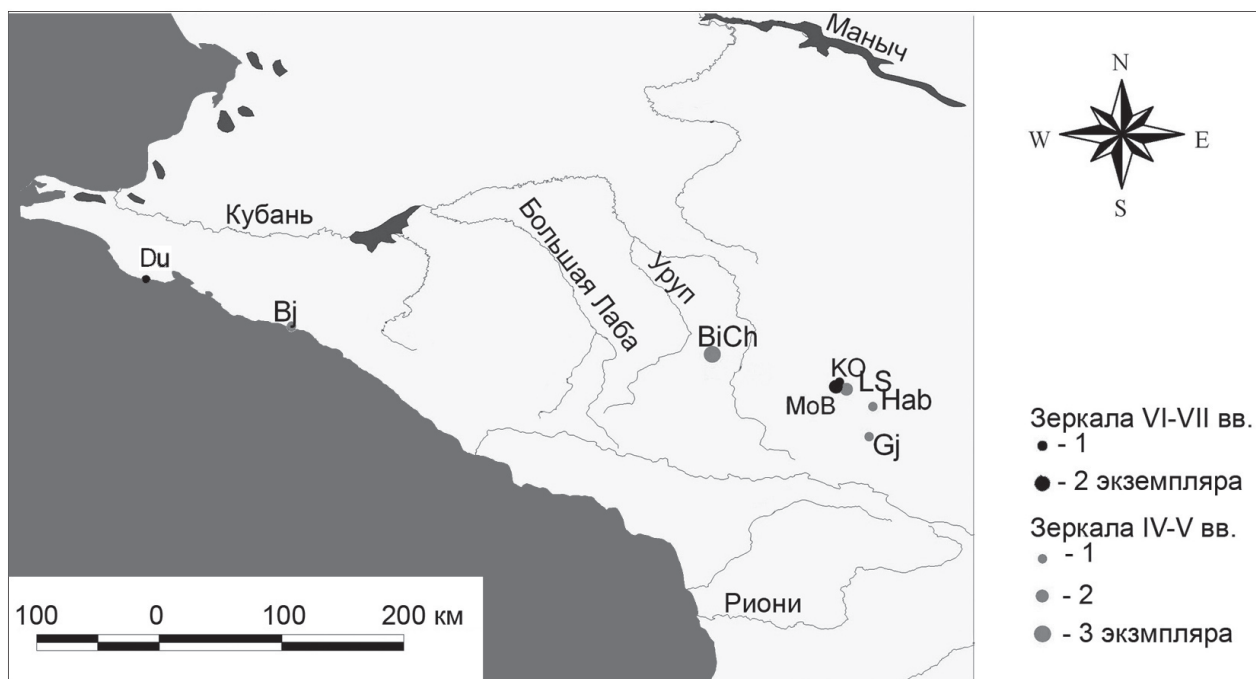 Маныч
N
W
E
S
Кубань
Большая Лаба
Уруп
Du
Bj
BiCh
KO
LS
MoB
Hab
Gj
Риони
100 0 100 200 км
Зеркала VI-VII вв.
- 1
- 2 экземпляра
Зеркала IV-V вв.
- 1
- 2
- 3 экзмпляра